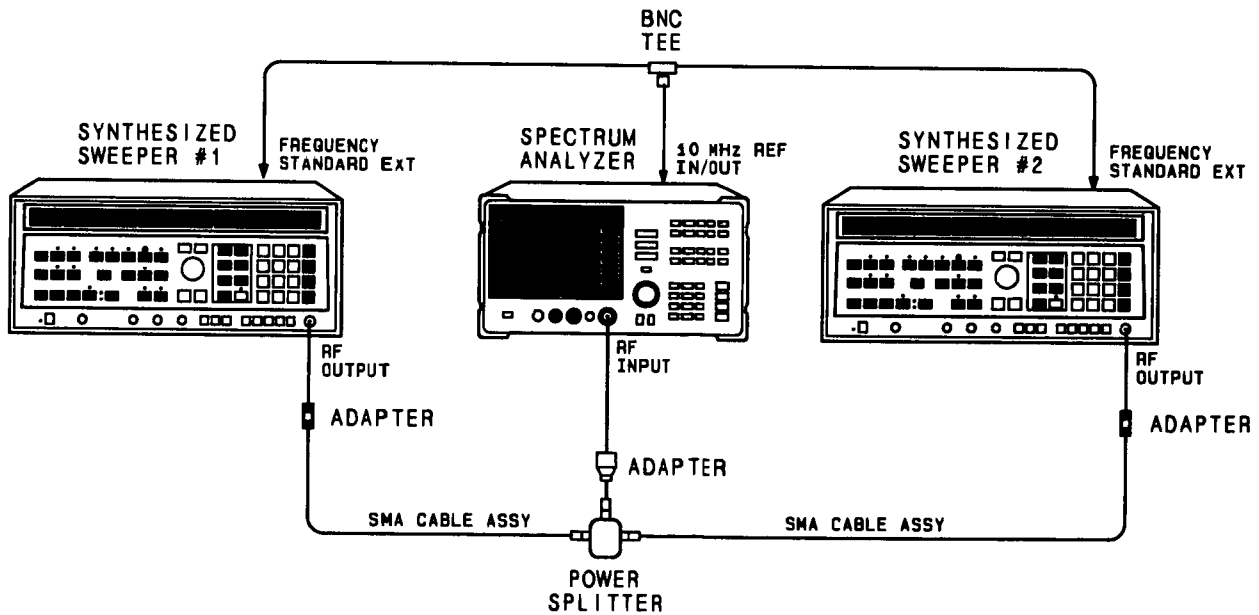 BNC
TEE
SYNTHESIZED
SWEEPER #1
FREQUENCY
STANDARD EXT
SPECTRUM
ANALYZER
10 MHz REF
IN/OUT
SYNTHESIZED
SWEEPER #2
FREQUENCY
STANDARD EXT
RF
OUTPUT
RF
INPUT
RF
OUTPUT
ADAPTER
ADAPTER
ADAPTER
SMA CABLE ASSY
SMA CABLE ASSY
POWER
SPLITTER